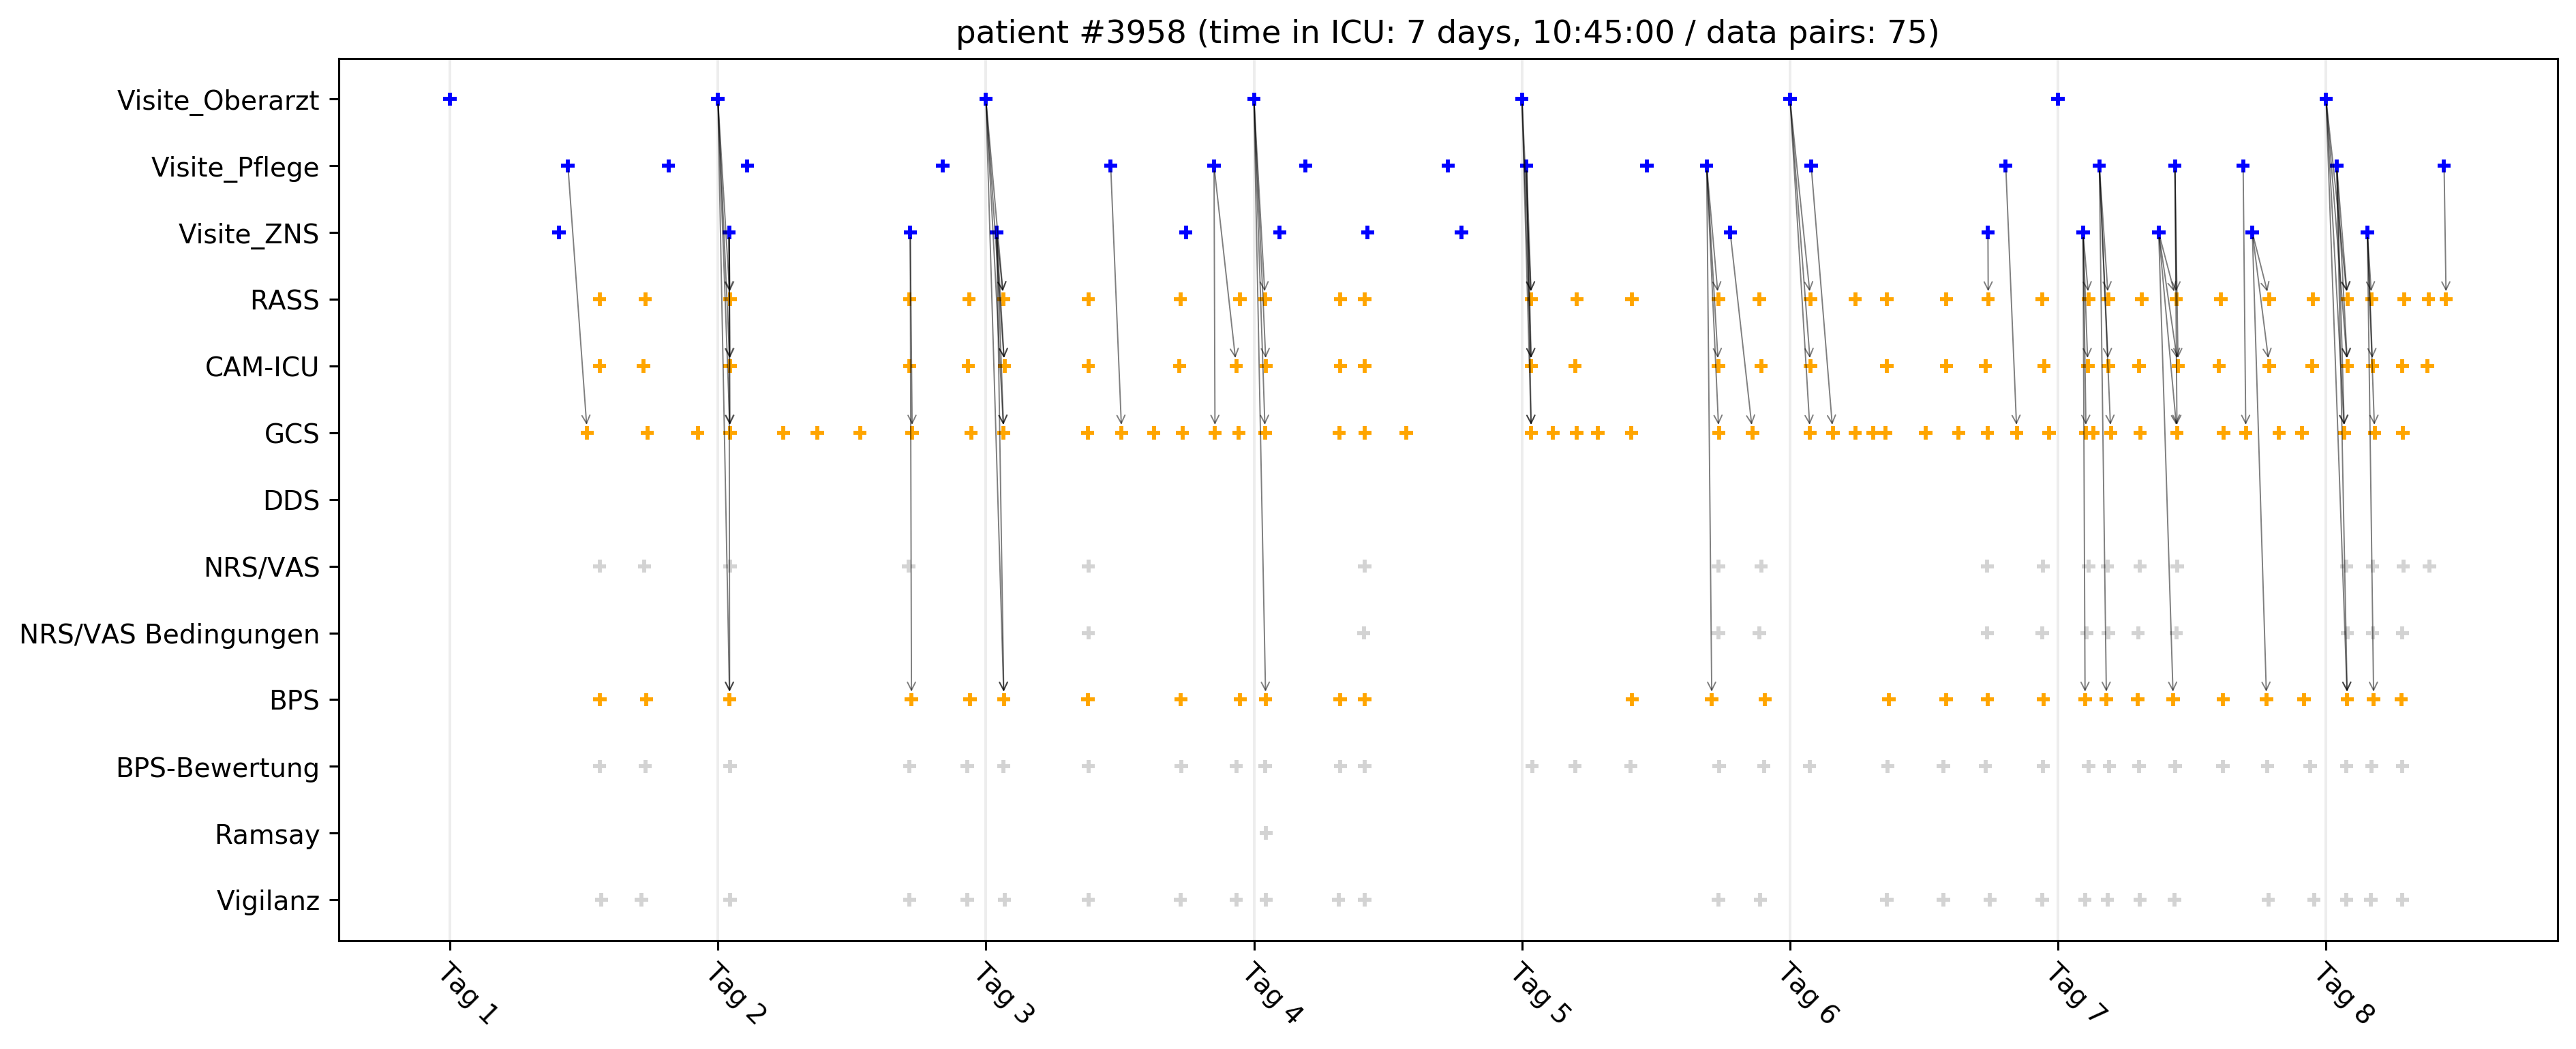 patient #3958 (time in ICU: 7 days, 10:45:00 / data pairs: 75)
Visite_Oberarzt
Visite_Pflege
Visite_ZNS
RASS
CAM-ICU
GCS
DDS
NRS/VAS
NRS/VAS Bedingungen
BPS
BPS-Bewertung
Ramsay
Vigilanz
Tag 1
Tag 2
Tag 3
Tag 4
Tag 5
Tag 6
Tag 7
Tag 8